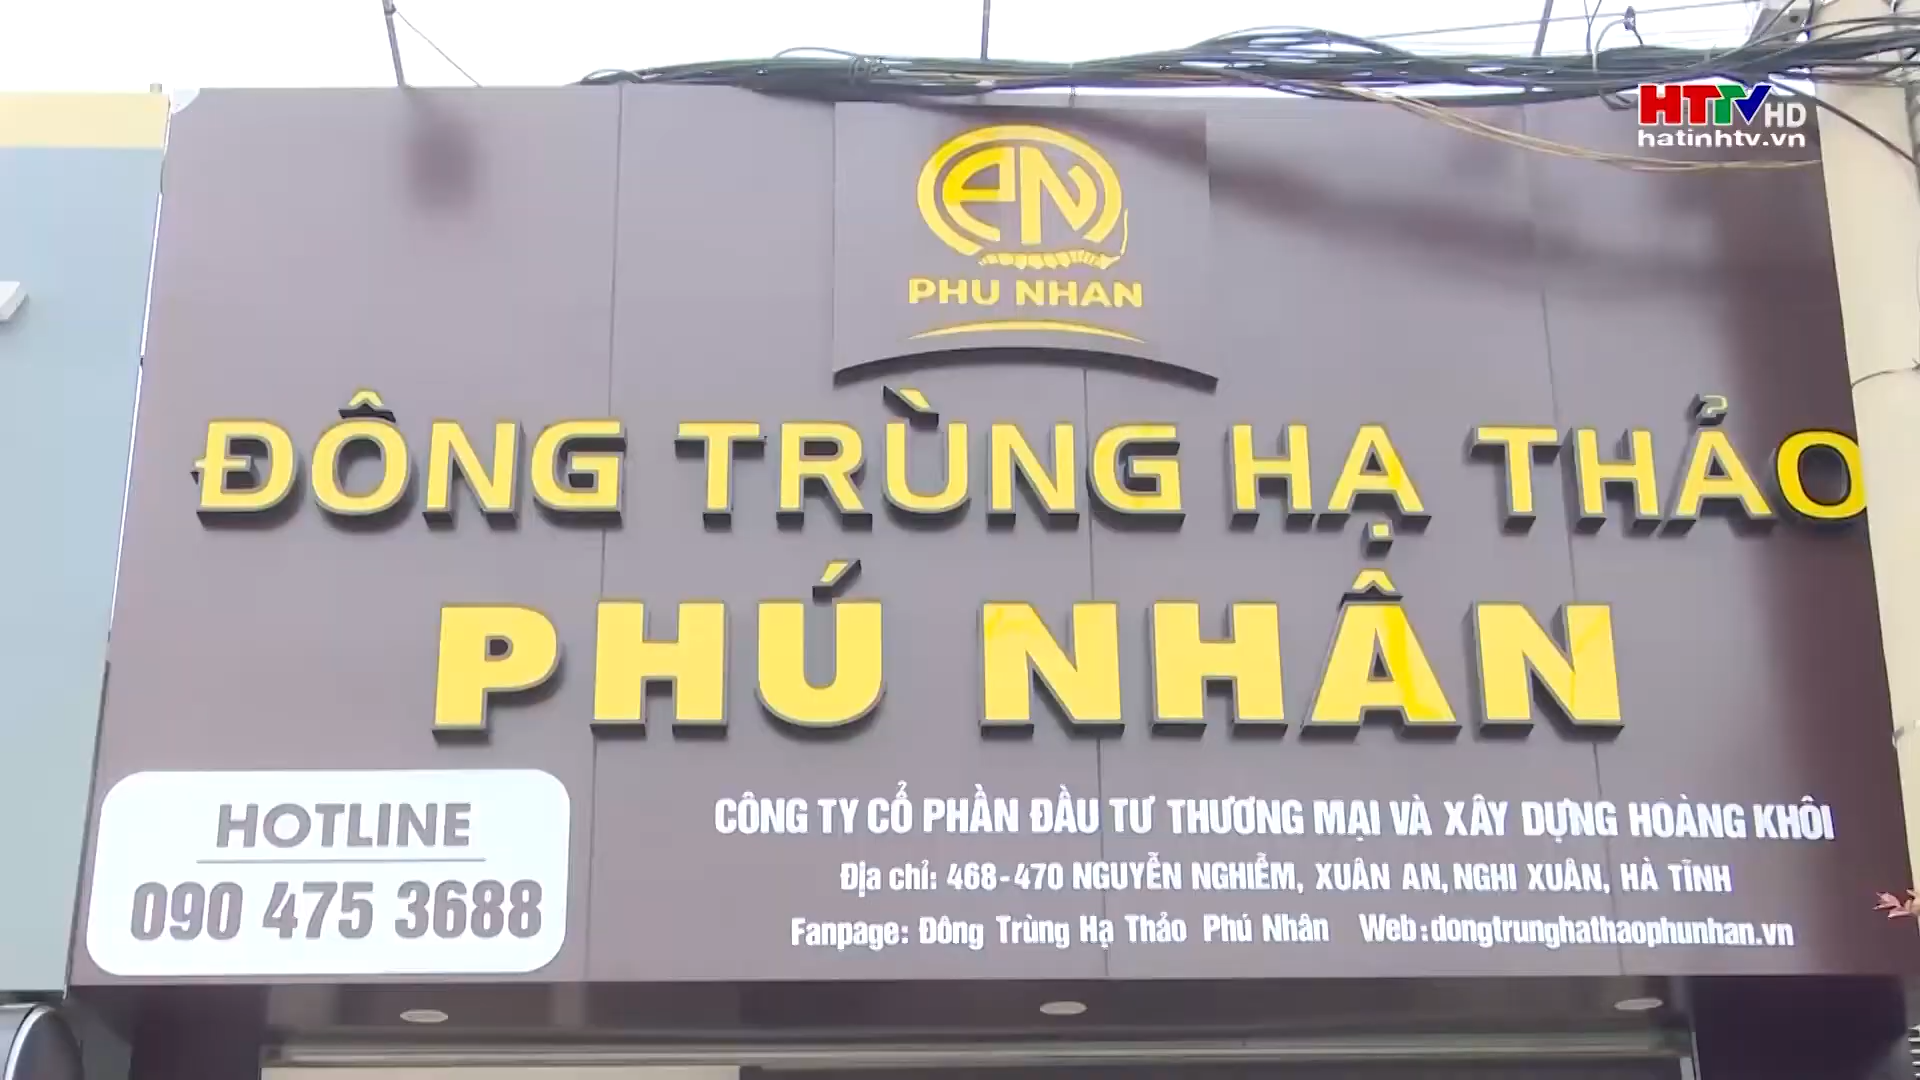 HTTV HD
hatinhtv.vn
PN
PHU NHAN
ĐÔNG TRÙNG HẠ THẢO
PHÚ NHÂN
HOTLINE
090 475 3688
CÔNG TY CỔ PHẦN ĐẦU TƯ THƯƠNG MẠI VÀ XÂY DỰNG HOÀNG KHÔI
Địa chỉ: 468-470 NGUYỄN NGHIỄM, XUÂN AN, NGHI XUÂN, HÀ TĨNH
Fanpage: Đông Trùng Hạ Thảo Phú Nhân Web: dongtrunghathaophunhan.vn